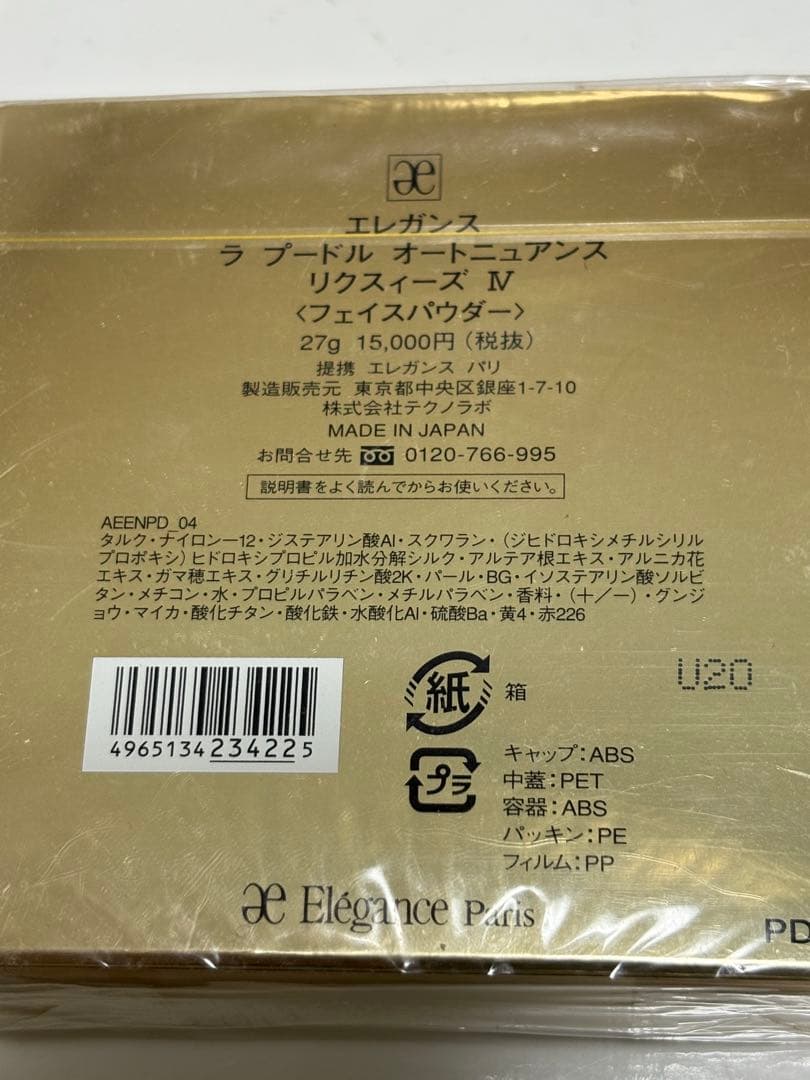 æ
エレガンス
ラ プードル オートニュアンス
リクスィーズ Ⅳ
〈フェイスパウダー〉
27g 15,000円(税抜)
提携 エレガンス パリ
製造販売元 東京都中央区銀座1-7-10
株式会社テクノラボ
MADE IN JAPAN
お問合せ先 0120-766-995
説明書をよく読んでからお使いください。
AEENPD_04
タルク・ナイロン―12・ジステアリン酸Al・スクワラン・(ジヒドロキシメチルシリル
プロポキシ)ヒドロキシプロピル加水分解シルク・アルテア根エキス・アルニカ花
エキス・ガマ穂エキス・グリチルリチン酸2K・パール・BG・イソステアリン酸ソルビ
タン・メチコン・水・プロピルパラベン・メチルパラベン・香料・(+/−)・グンジ
ョウ・マイカ・酸化チタン・酸化鉄・水酸化Al・硫酸Ba・黄4・赤226
4965134234225
紙 箱
U20
プラ
キャップ:ABS
中蓋:PET
容器:ABS
パッキン:PE
フィルム:PP
æ Elégance Paris
PD